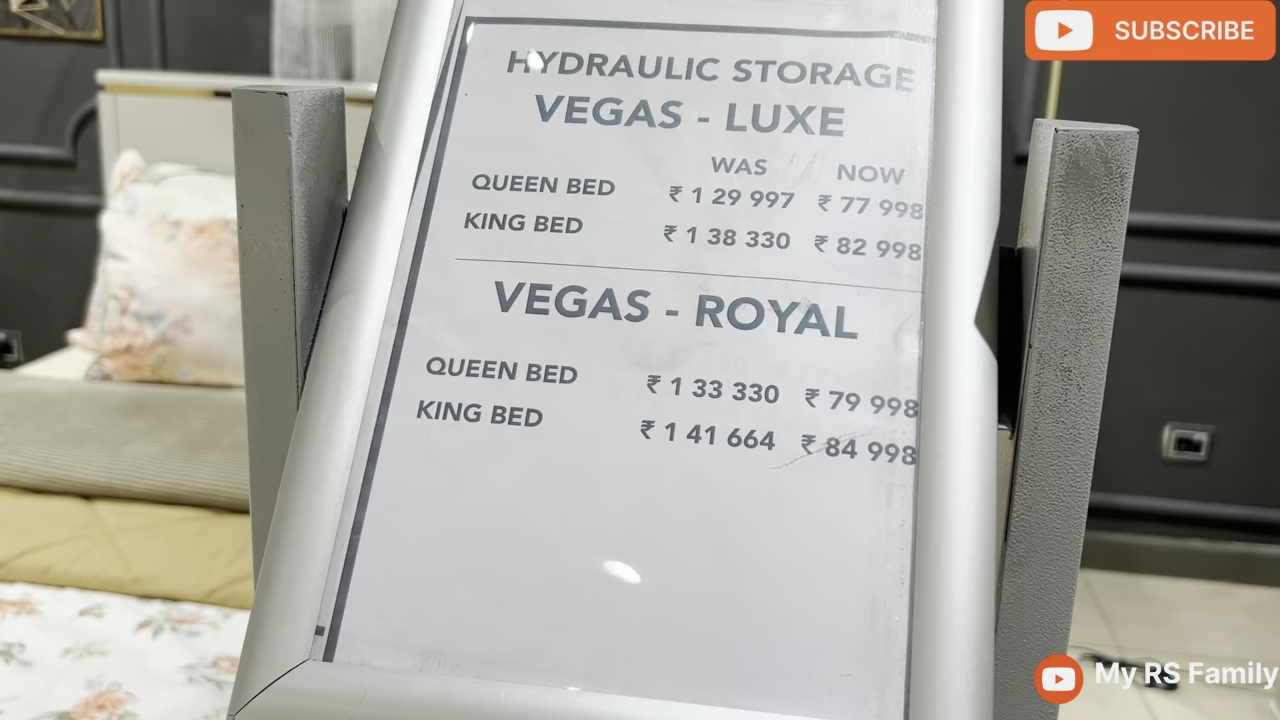 SUBSCRIBE
HYDRAULIC STORAGE
VEGAS - LUXE
WAS NOW
QUEEN BED ₹ 1 29 997 ₹ 77 998
KING BED ₹ 1 38 330 ₹ 82 998
VEGAS - ROYAL
QUEEN BED ₹ 1 33 330 ₹ 79 998
KING BED ₹ 1 41 664 ₹ 84 998
My RS Family